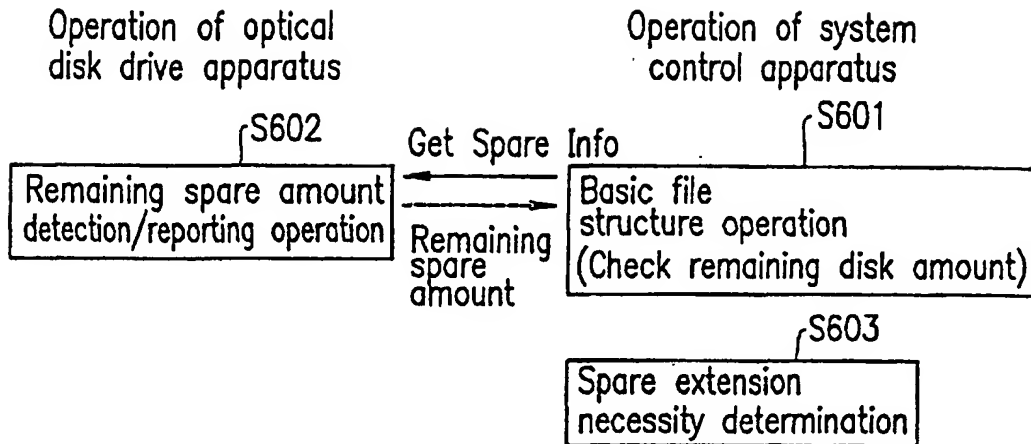 Operation of optical
disk drive apparatus
Operation of system
control apparatus
S602
Get Spare Info
S601
Remaining spare amount
detection/reporting operation
Remaining
spare
amount
Basic file
structure operation
(Check remaining disk amount)
S603
Spare extension
necessity determination